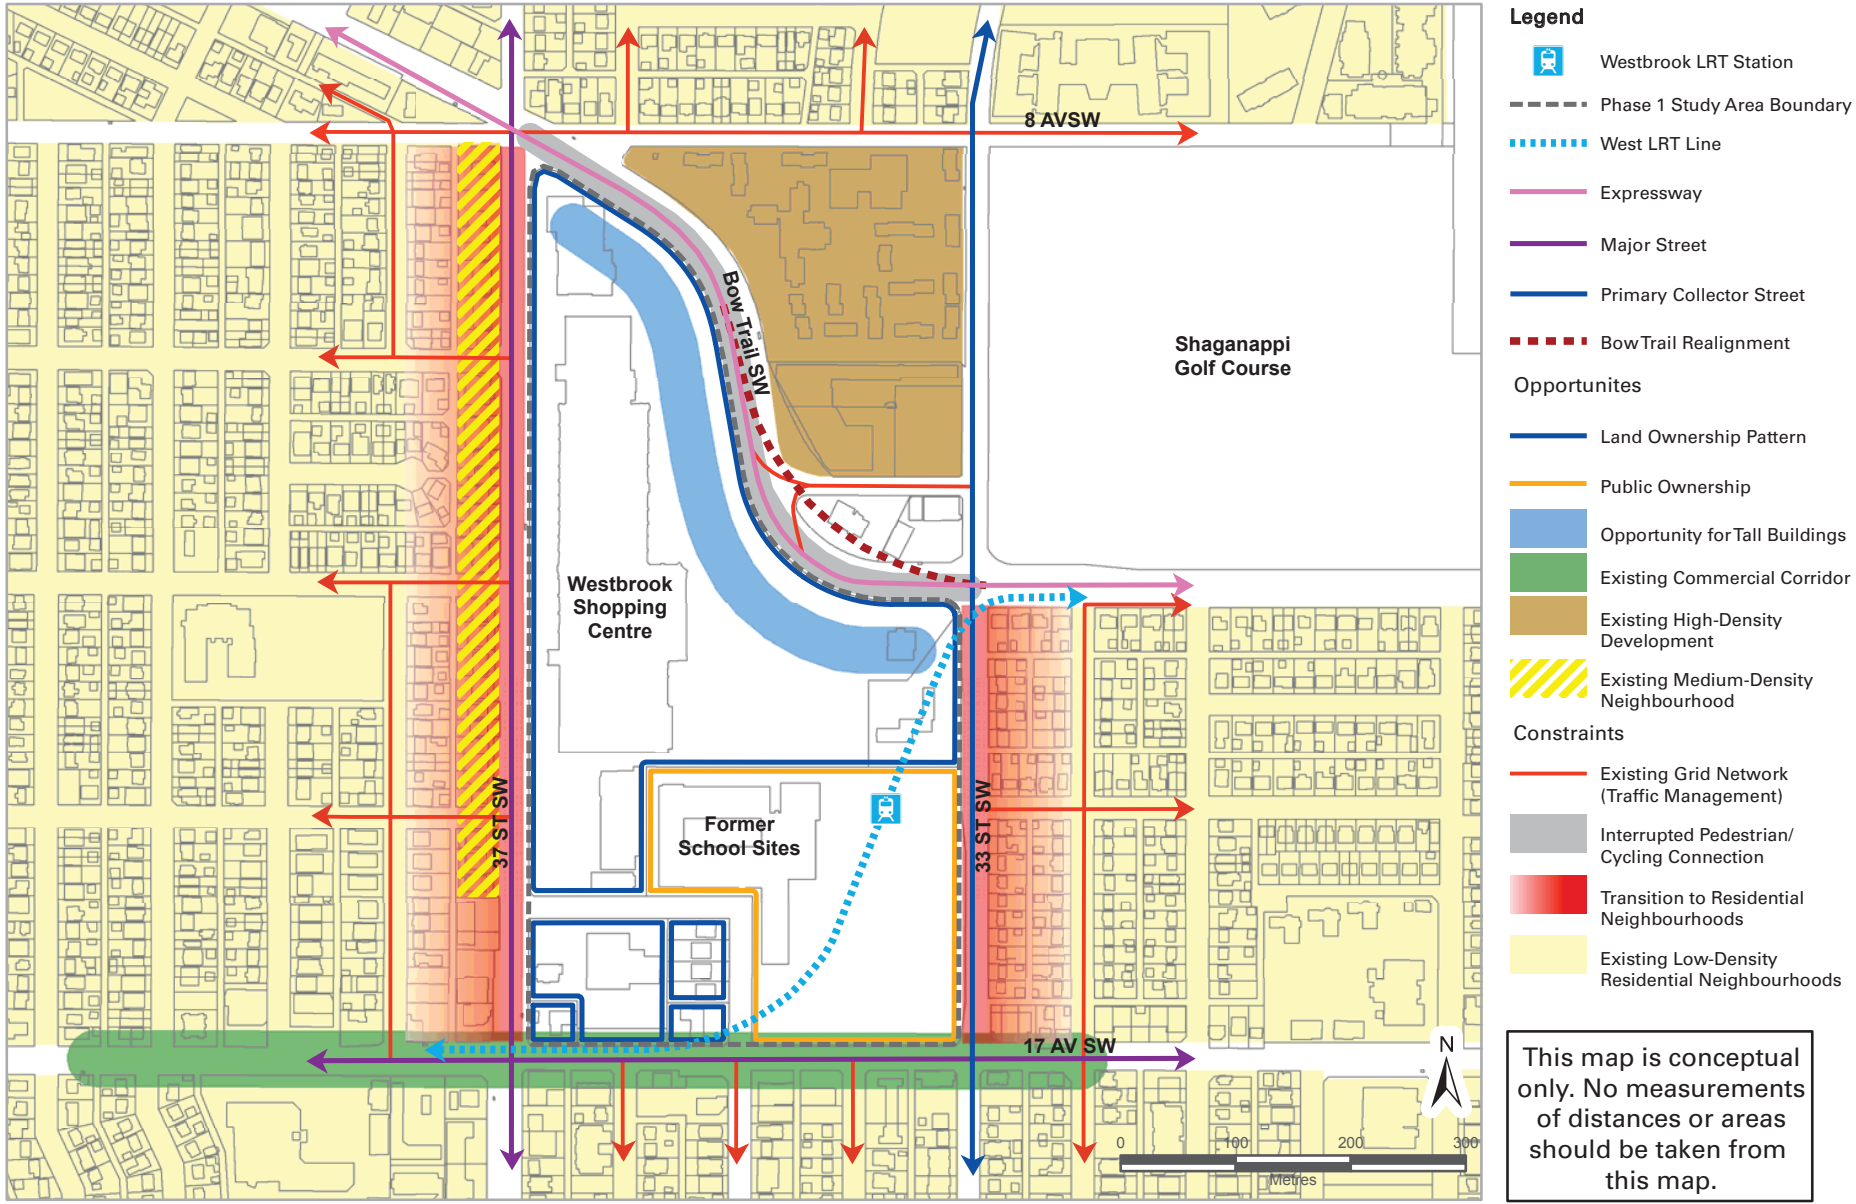 8 AVSW
Bow Trail SW
Shaganappi
Golf Course
Westbrook
Shopping
Centre
37 ST SW
Former
School Sites
33 ST SW
17 AV SW
N
0 100 200 300
Metres
Legend
Westbrook LRT Station
Phase 1 Study Area Boundary
West LRT Line
Expressway
Major Street
Primary Collector Street
Bow Trail Realignment
Opportunites
Land Ownership Pattern
Public Ownership
Opportunity for Tall Buildings
Existing Commercial Corridor
Existing High-Density
Development
Existing Medium-Density
Neighbourhood
Constraints
Existing Grid Network
(Traffic Management)
Interrupted Pedestrian/
Cycling Connection
Transition to Residential
Neighbourhoods
Existing Low-Density
Residential Neighbourhoods
This map is conceptual
only. No measurements
of distances or areas
should be taken from
this map.